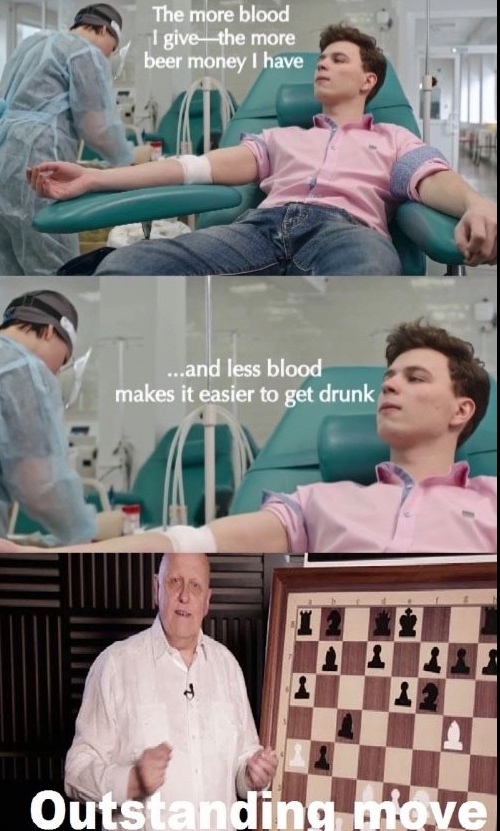 The more blood
I give—the more
beer money I have
...and less blood
makes it easier to get drunk
Outstanding move